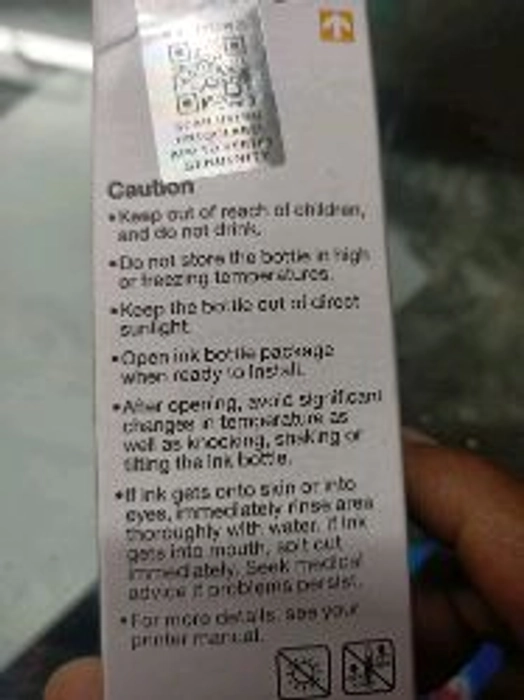 Caution
• Keep out of reach of children,
and do not drink.
• Do not store the bottle in high
or freezing temperatures.
• Keep the bottle out of direct
sunlight.
• Open ink bottle package
when ready to install.
• After opening, avoid significant
changes in temperature as
well as knocking, shaking or
tilting the ink bottle.
• If ink gets onto skin or into
eyes, immediately rinse area
thoroughly with water. If ink
gets into mouth, spit out
immediately. Seek medical
advice if problems persist.
• For more details, see your
printer manual.